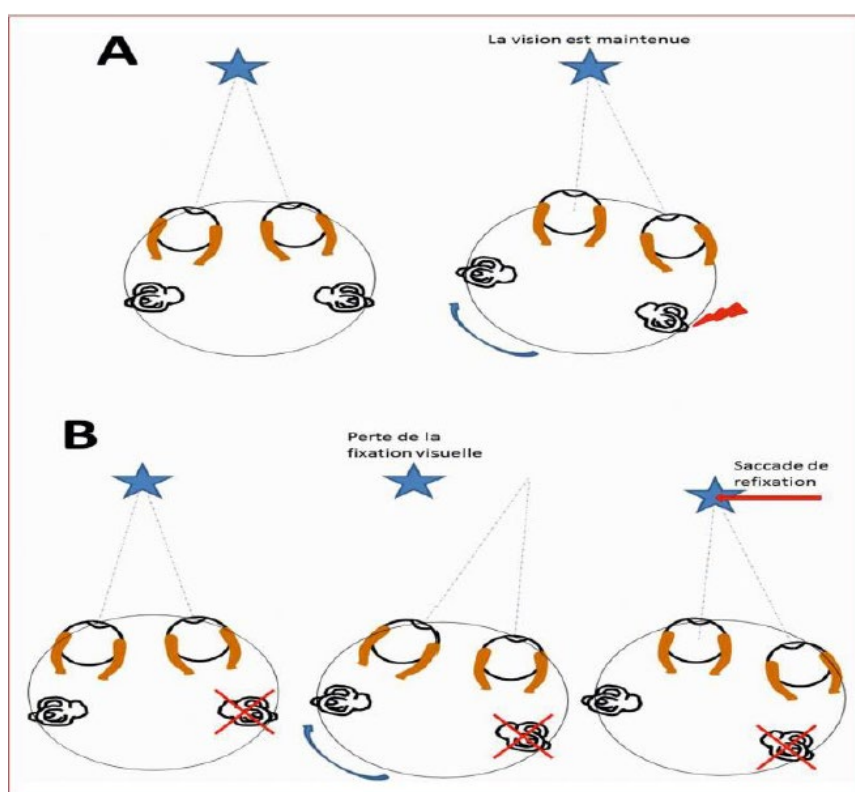 A
La vision est maintenue
B
Perte de la
fixation visuelle
Saccade de
refixation